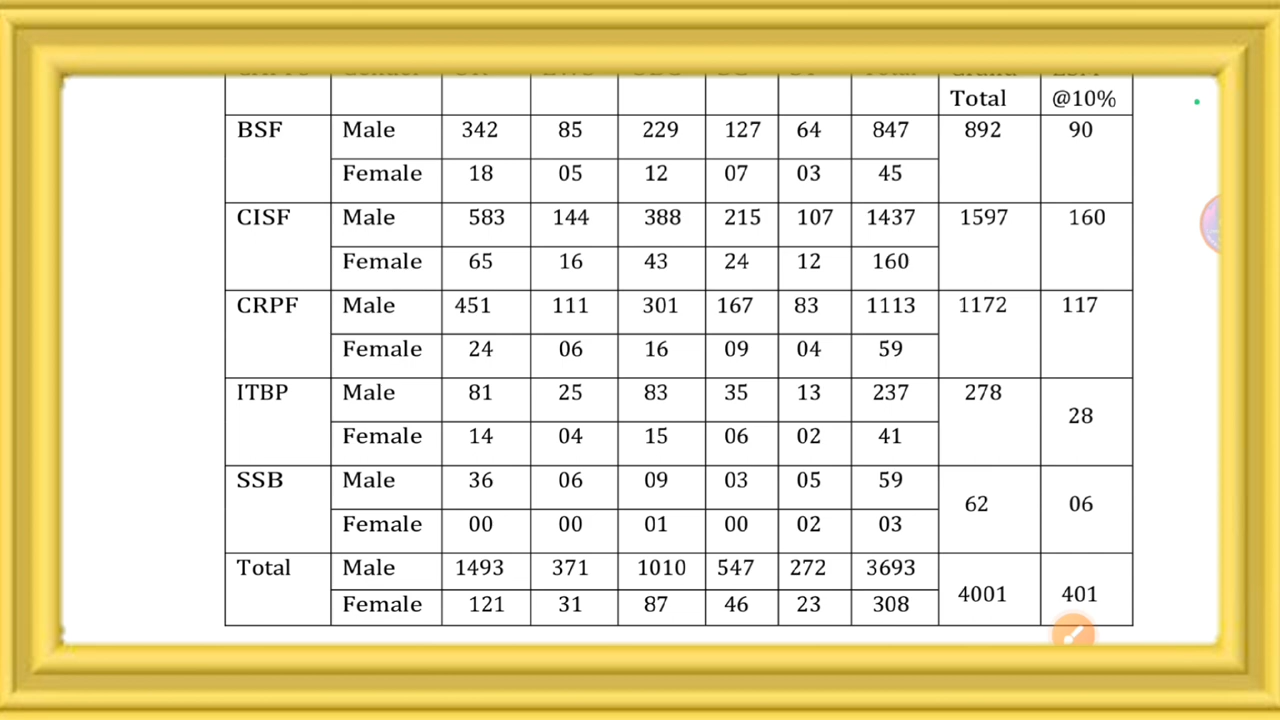 Total @10%
BSF Male 342 85 229 127 64 847 892 90
Female 18 05 12 07 03 45
CISF Male 583 144 388 215 107 1437 1597 160
Female 65 16 43 24 12 160
CRPF Male 451 111 301 167 83 1113 1172 117
Female 24 06 16 09 04 59
ITBP Male 81 25 83 35 13 237 278 28
Female 14 04 15 06 02 41
SSB Male 36 06 09 03 05 59 62 06
Female 00 00 01 00 02 03
Total Male 1493 371 1010 547 272 3693 4001 401
Female 121 31 87 46 23 308